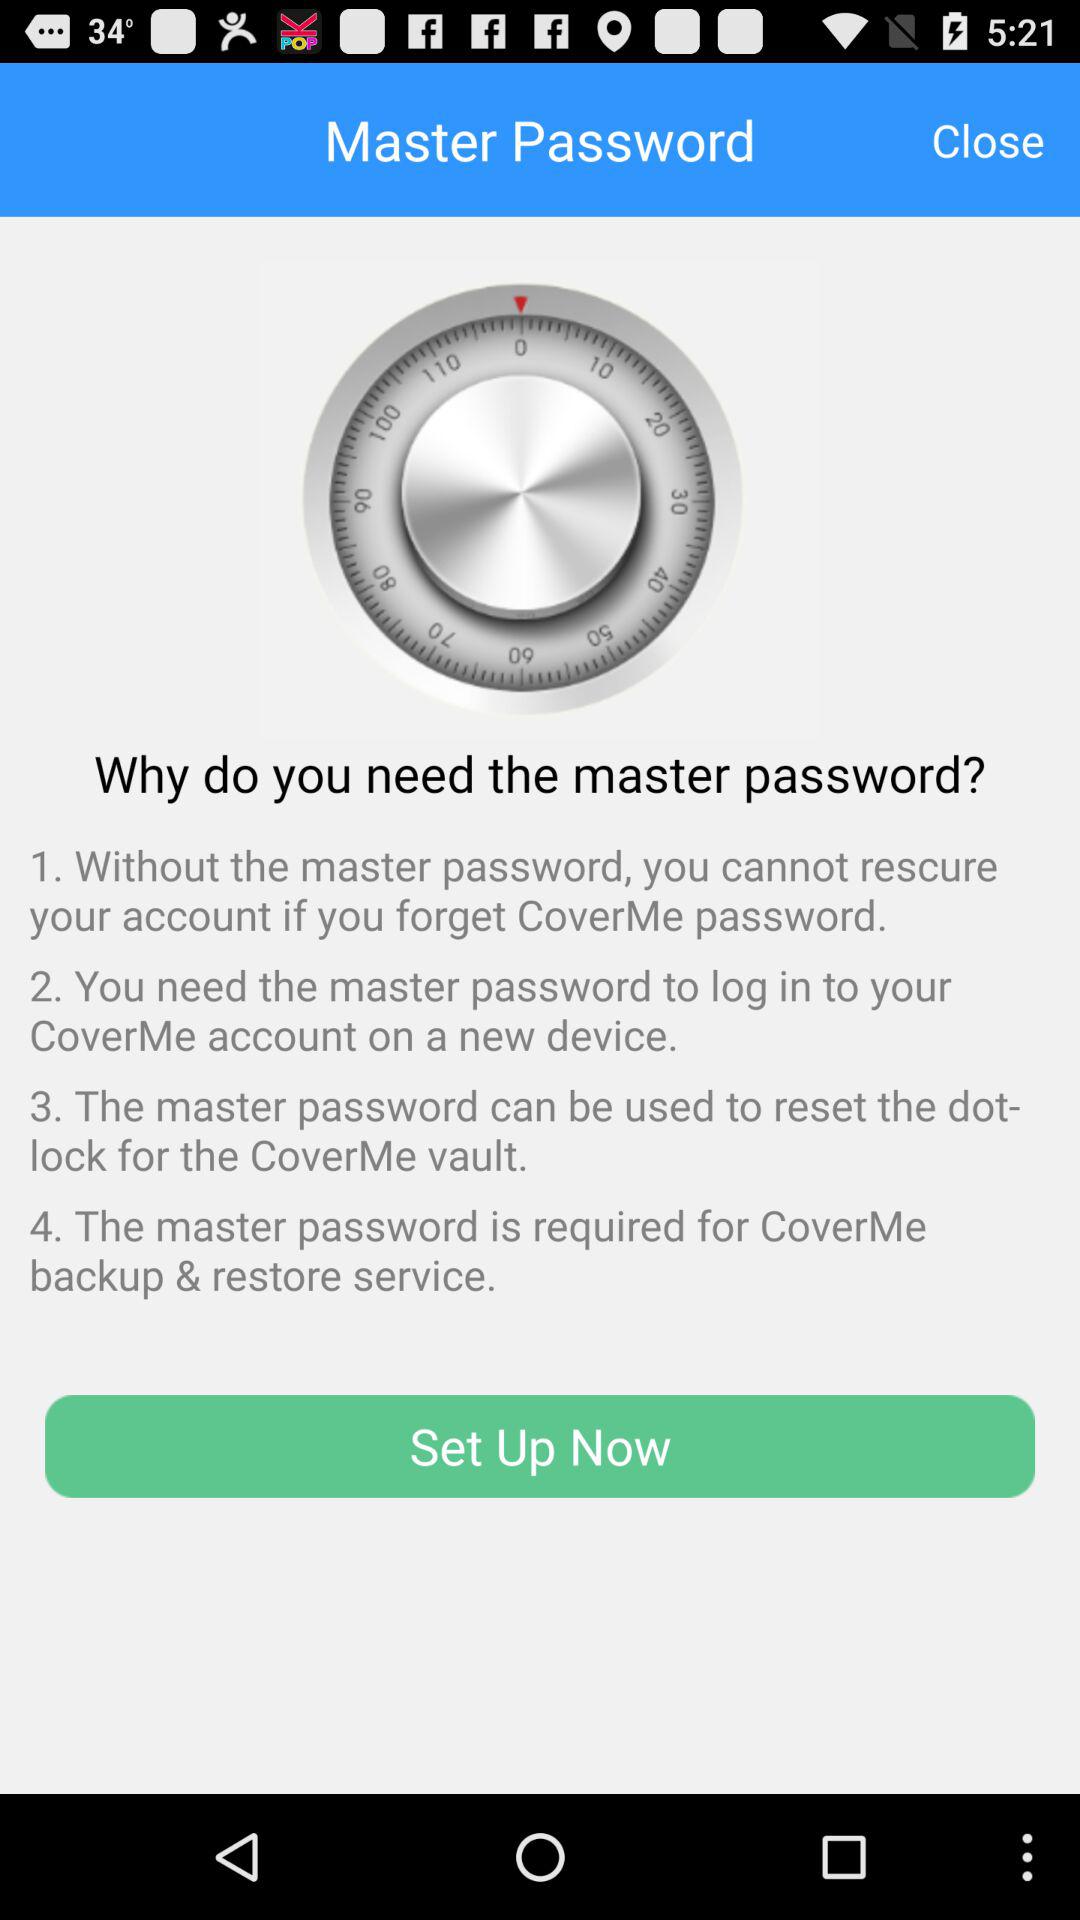 34° K POP 5:21
Master Password Close
0
10
20
30
40
50
60
70
80
90
100
110
Why do you need the master password?
1. Without the master password, you cannot rescure
your account if you forget CoverMe password.
2. You need the master password to log in to your
CoverMe account on a new device.
3. The master password can be used to reset the dot-
lock for the CoverMe vault.
4. The master password is required for CoverMe
backup & restore service.
Set Up Now